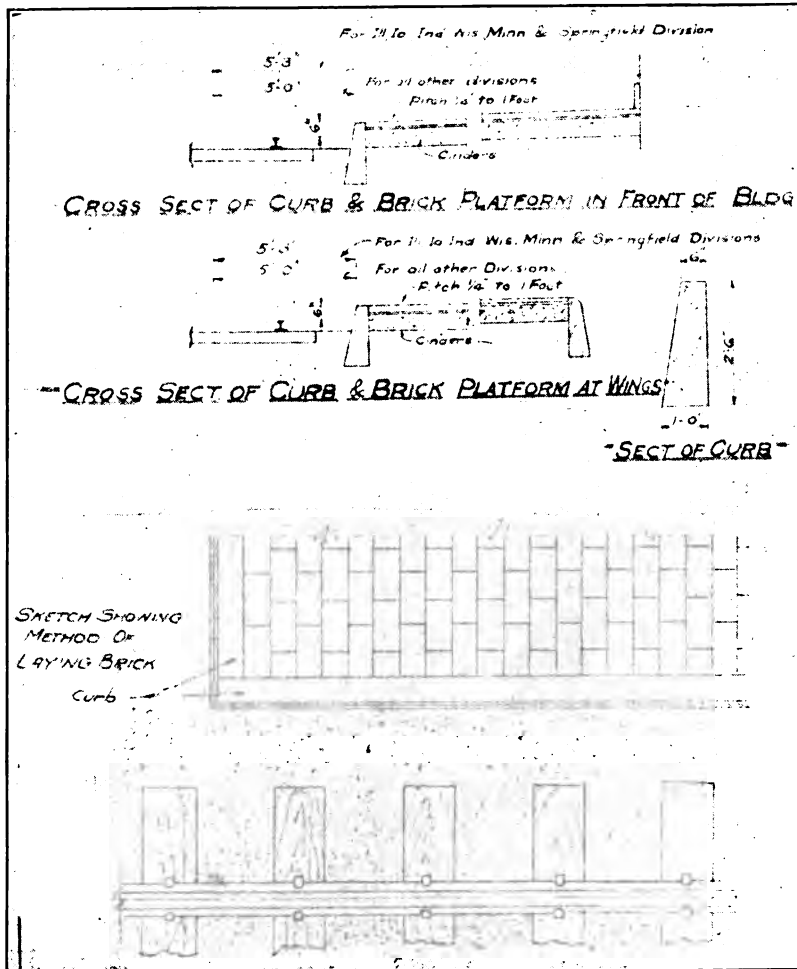 For Ill Io Ind Wis Minn & Springfield Division
5'-3"
5'-0"
For all other divisions
Pitch 1/4" to 1 Foot
6"
Cinders
CROSS SECT OF CURB & BRICK PLATFORM IN FRONT OF BLDG
5'-3"
For Ill Io Ind Wis. Minn & Springfield Divisions
5'-0"
For all other Divisions
Pitch 1/4" to 1 Foot
6"
6"
Cinders
2'-6"
CROSS SECT OF CURB & BRICK PLATFORM AT WINGS
1'-0"
SECT OF CURB
SKETCH SHOWING
METHOD OF
LAYING BRICK
Curb